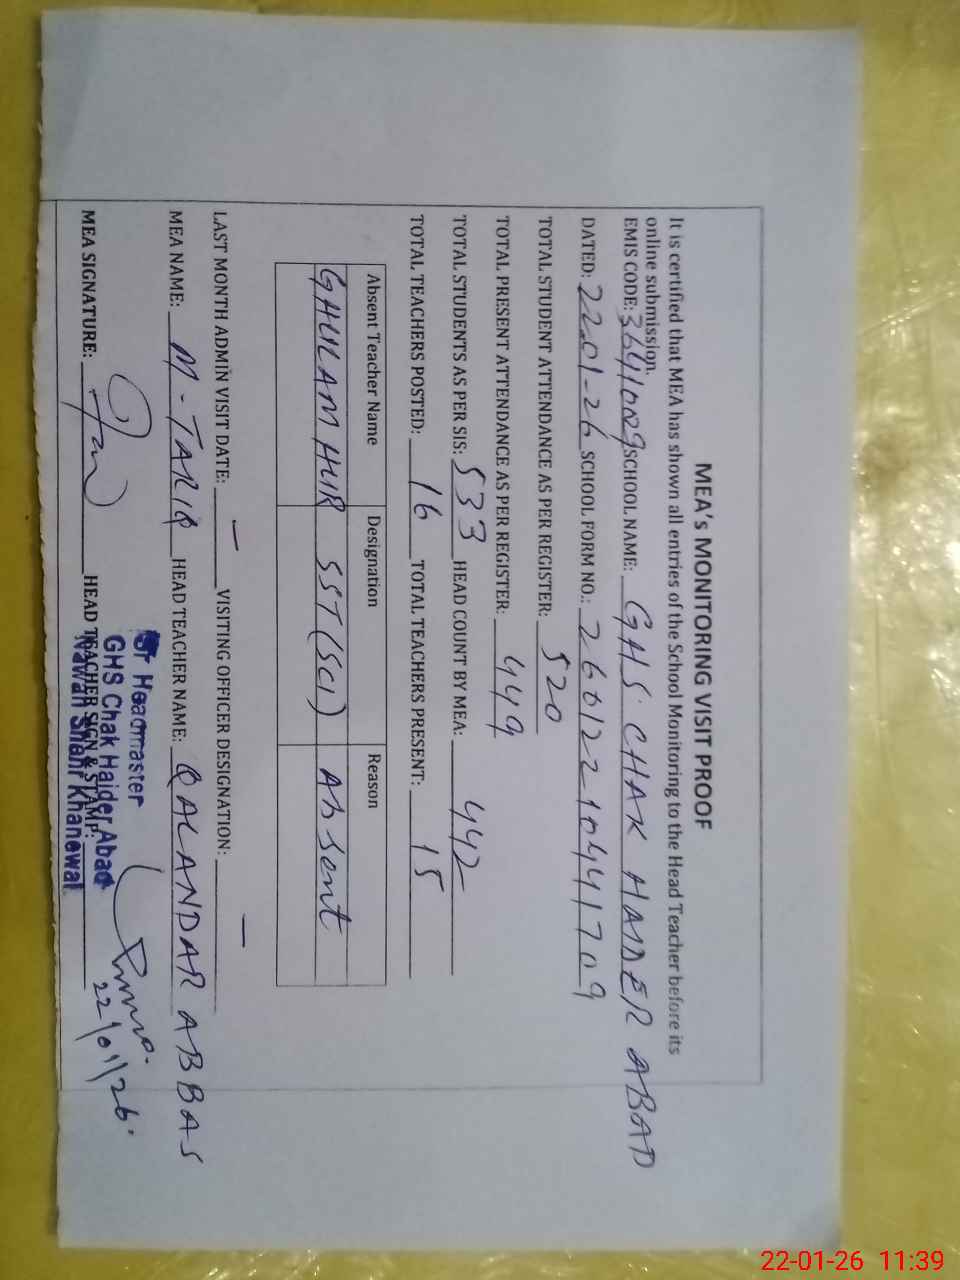 MEA's MONITORING VISIT PROOF
It is certified that MEA has shown all entries of the School Monitoring to the Head Teacher before its
online submission.
EMIS CODE: 36410129 SCHOOL NAME: GHS. CHAK HAIDER ABAD
DATED: 22.01-26 SCHOOL FORM NO.: 26612210441709
TOTAL STUDENT ATTENDANCE AS PER REGISTER: 520
TOTAL PRESENT ATTENDANCE AS PER REGISTER: 449
TOTAL STUDENTS AS PER SIS: 533 HEAD COUNT BY MEA: 442
TOTAL TEACHERS POSTED: 16 TOTAL TEACHERS PRESENT: 15
Absent Teacher Name Designation Reason
GHULAM HUR SST(SCI) Absent
LAST MONTH ADMIN VISIT DATE: — VISITING OFFICER DESIGNATION: —
MEA NAME: M-TARIQ HEAD TEACHER NAME: QALANDAR ABBAS
MEA SIGNATURE: HEAD TEACHER SIGN & STAMP:
Sr Headmaster
GHS Chak Haider Abad
Nawan Shahr Khanewal
22/01/26.
22-01-26 11:39